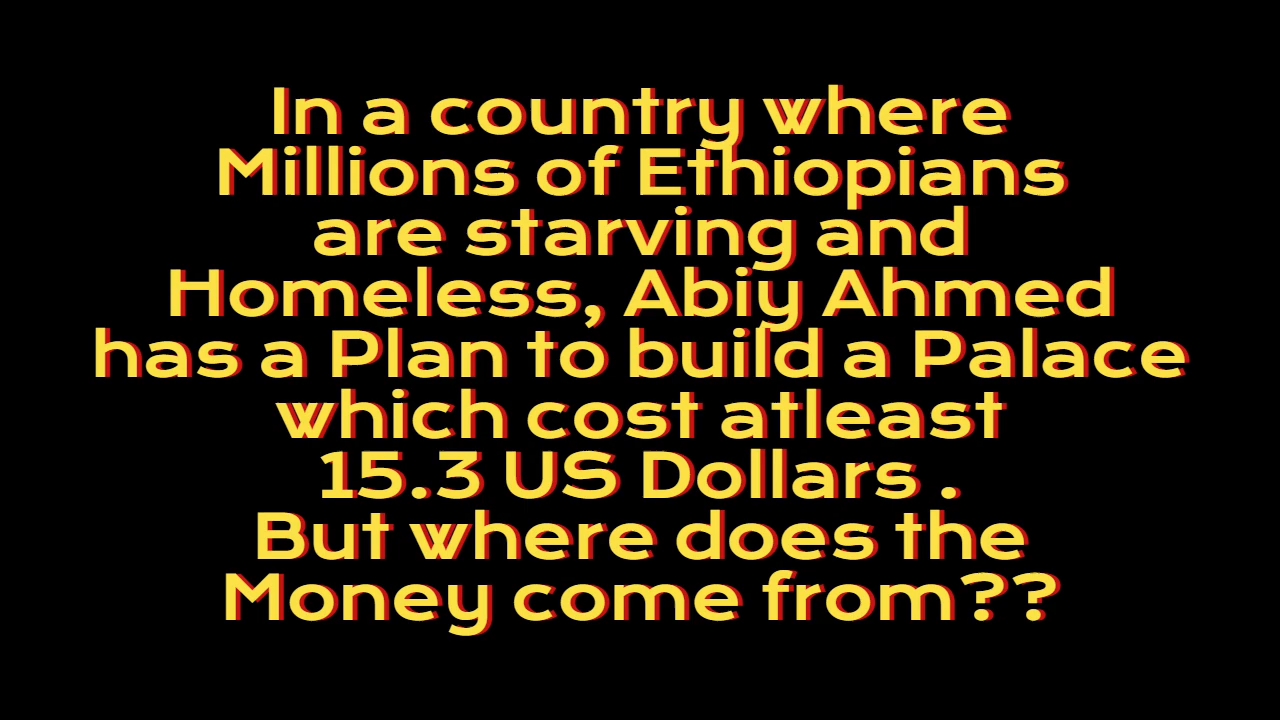 In a country where
Millions of Ethiopians
are starving and
Homeless, Abiy Ahmed
has a Plan to build a Palace
which cost atleast
15.3 US Dollars .
But where does the
Money come from??